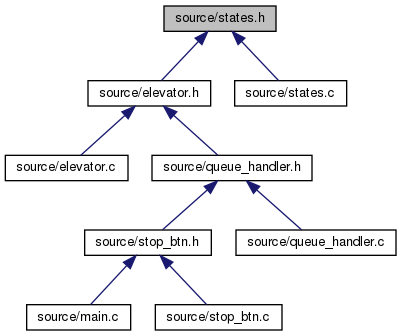 source/states.h
source/elevator.h
source/states.c
source/elevator.c
source/queue_handler.h
source/stop_btn.h
source/queue_handler.c
source/main.c
source/stop_btn.c